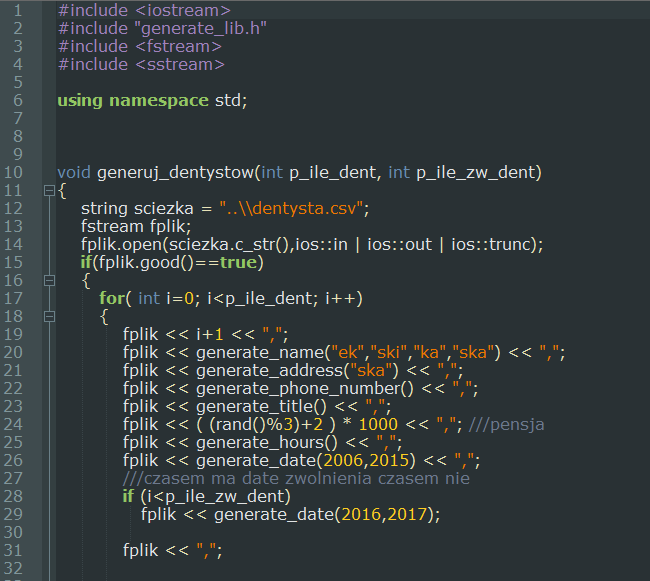 1 #include <iostream>
2 #include "generate_lib.h"
3 #include <fstream>
4 #include <sstream>
5
6 using namespace std;
7
8
9
10 void generuj_dentystow(int p_ile_dent, int p_ile_zw_dent)
11 {
12 string sciezka = "..\\dentysta.csv";
13 fstream fplik;
14 fplik.open(sciezka.c_str(),ios::in | ios::out | ios::trunc);
15 if(fplik.good()==true)
16 {
17 for( int i=0; i<p_ile_dent; i++)
18 {
19 fplik << i+1 << ",";
20 fplik << generate_name("ek","ski","ka","ska") << ",";
21 fplik << generate_address("ska") << ",";
22 fplik << generate_phone_number() << ",";
23 fplik << generate_title() << ",";
24 fplik << ( (rand()%3)+2 ) * 1000 << ","; ///pensja
25 fplik << generate_hours() << ",";
26 fplik << generate_date(2006,2015) << ",";
27 ///czasem ma date zwolnienia czasem nie
28 if (i<p_ile_zw_dent)
29 fplik << generate_date(2016,2017);
30
31 fplik << ",";
32